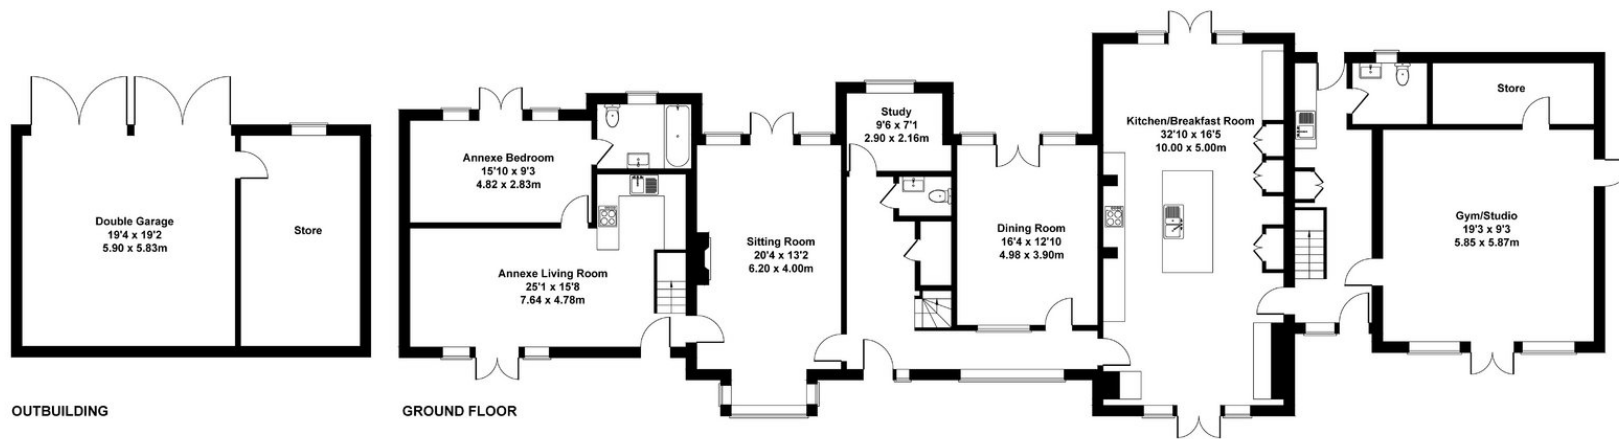 Double Garage
19'4 x 19'2
5.90 x 5.83m
Store
OUTBUILDING
Annexe Bedroom
15'10 x 9'3
4.82 x 2.83m
Annexe Living Room
25'1 x 15'8
7.64 x 4.78m
Sitting Room
20'4 x 13'2
6.20 x 4.00m
Study
9'6 x 7'1
2.90 x 2.16m
Dining Room
16'4 x 12'10
4.98 x 3.90m
Kitchen/Breakfast Room
32'10 x 16'5
10.00 x 5.00m
Store
Gym/Studio
19'3 x 9'3
5.85 x 5.87m
GROUND FLOOR